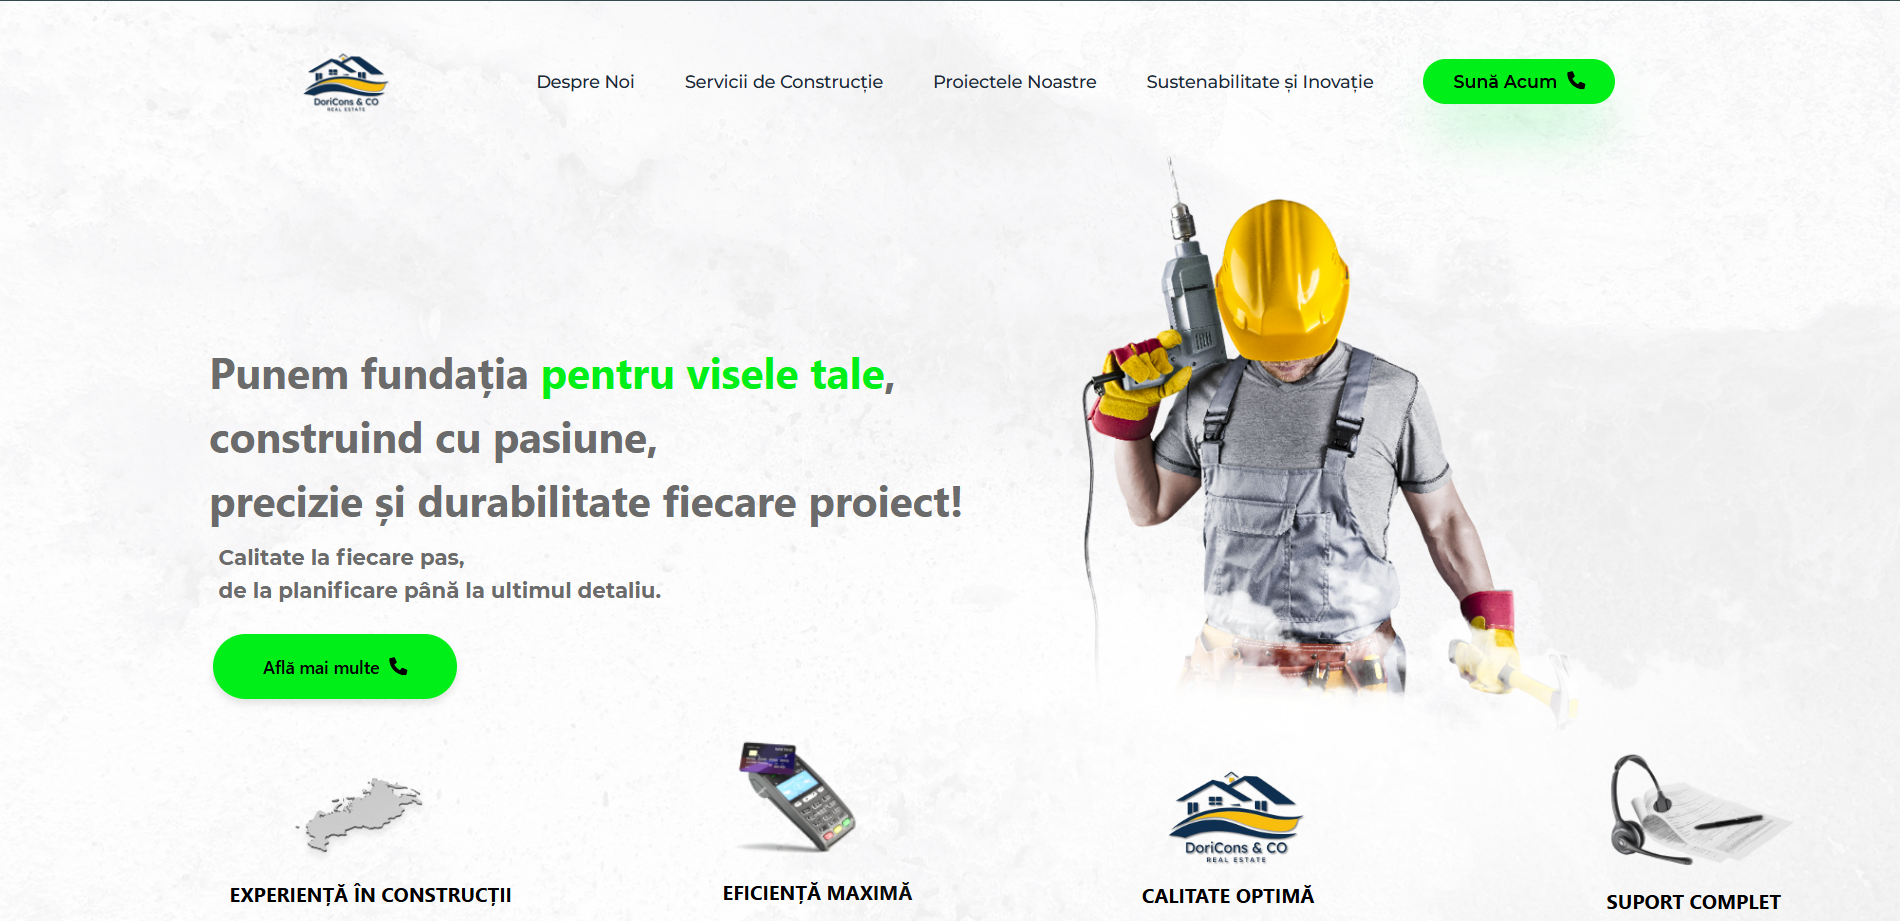 DoriCons & CO
REAL ESTATE
Despre Noi
Servicii de Construcție
Proiectele Noastre
Sustenabilitate și Inovație
Sună Acum
Punem fundația pentru visele tale,
construind cu pasiune,
precizie și durabilitate fiecare proiect!
Calitate la fiecare pas,
de la planificare până la ultimul detaliu.
Află mai multe
DoriCons & CO
REAL ESTATE
EXPERIENȚĂ ÎN CONSTRUCȚII
EFICIENȚĂ MAXIMĂ
CALITATE OPTIMĂ
SUPORT COMPLET